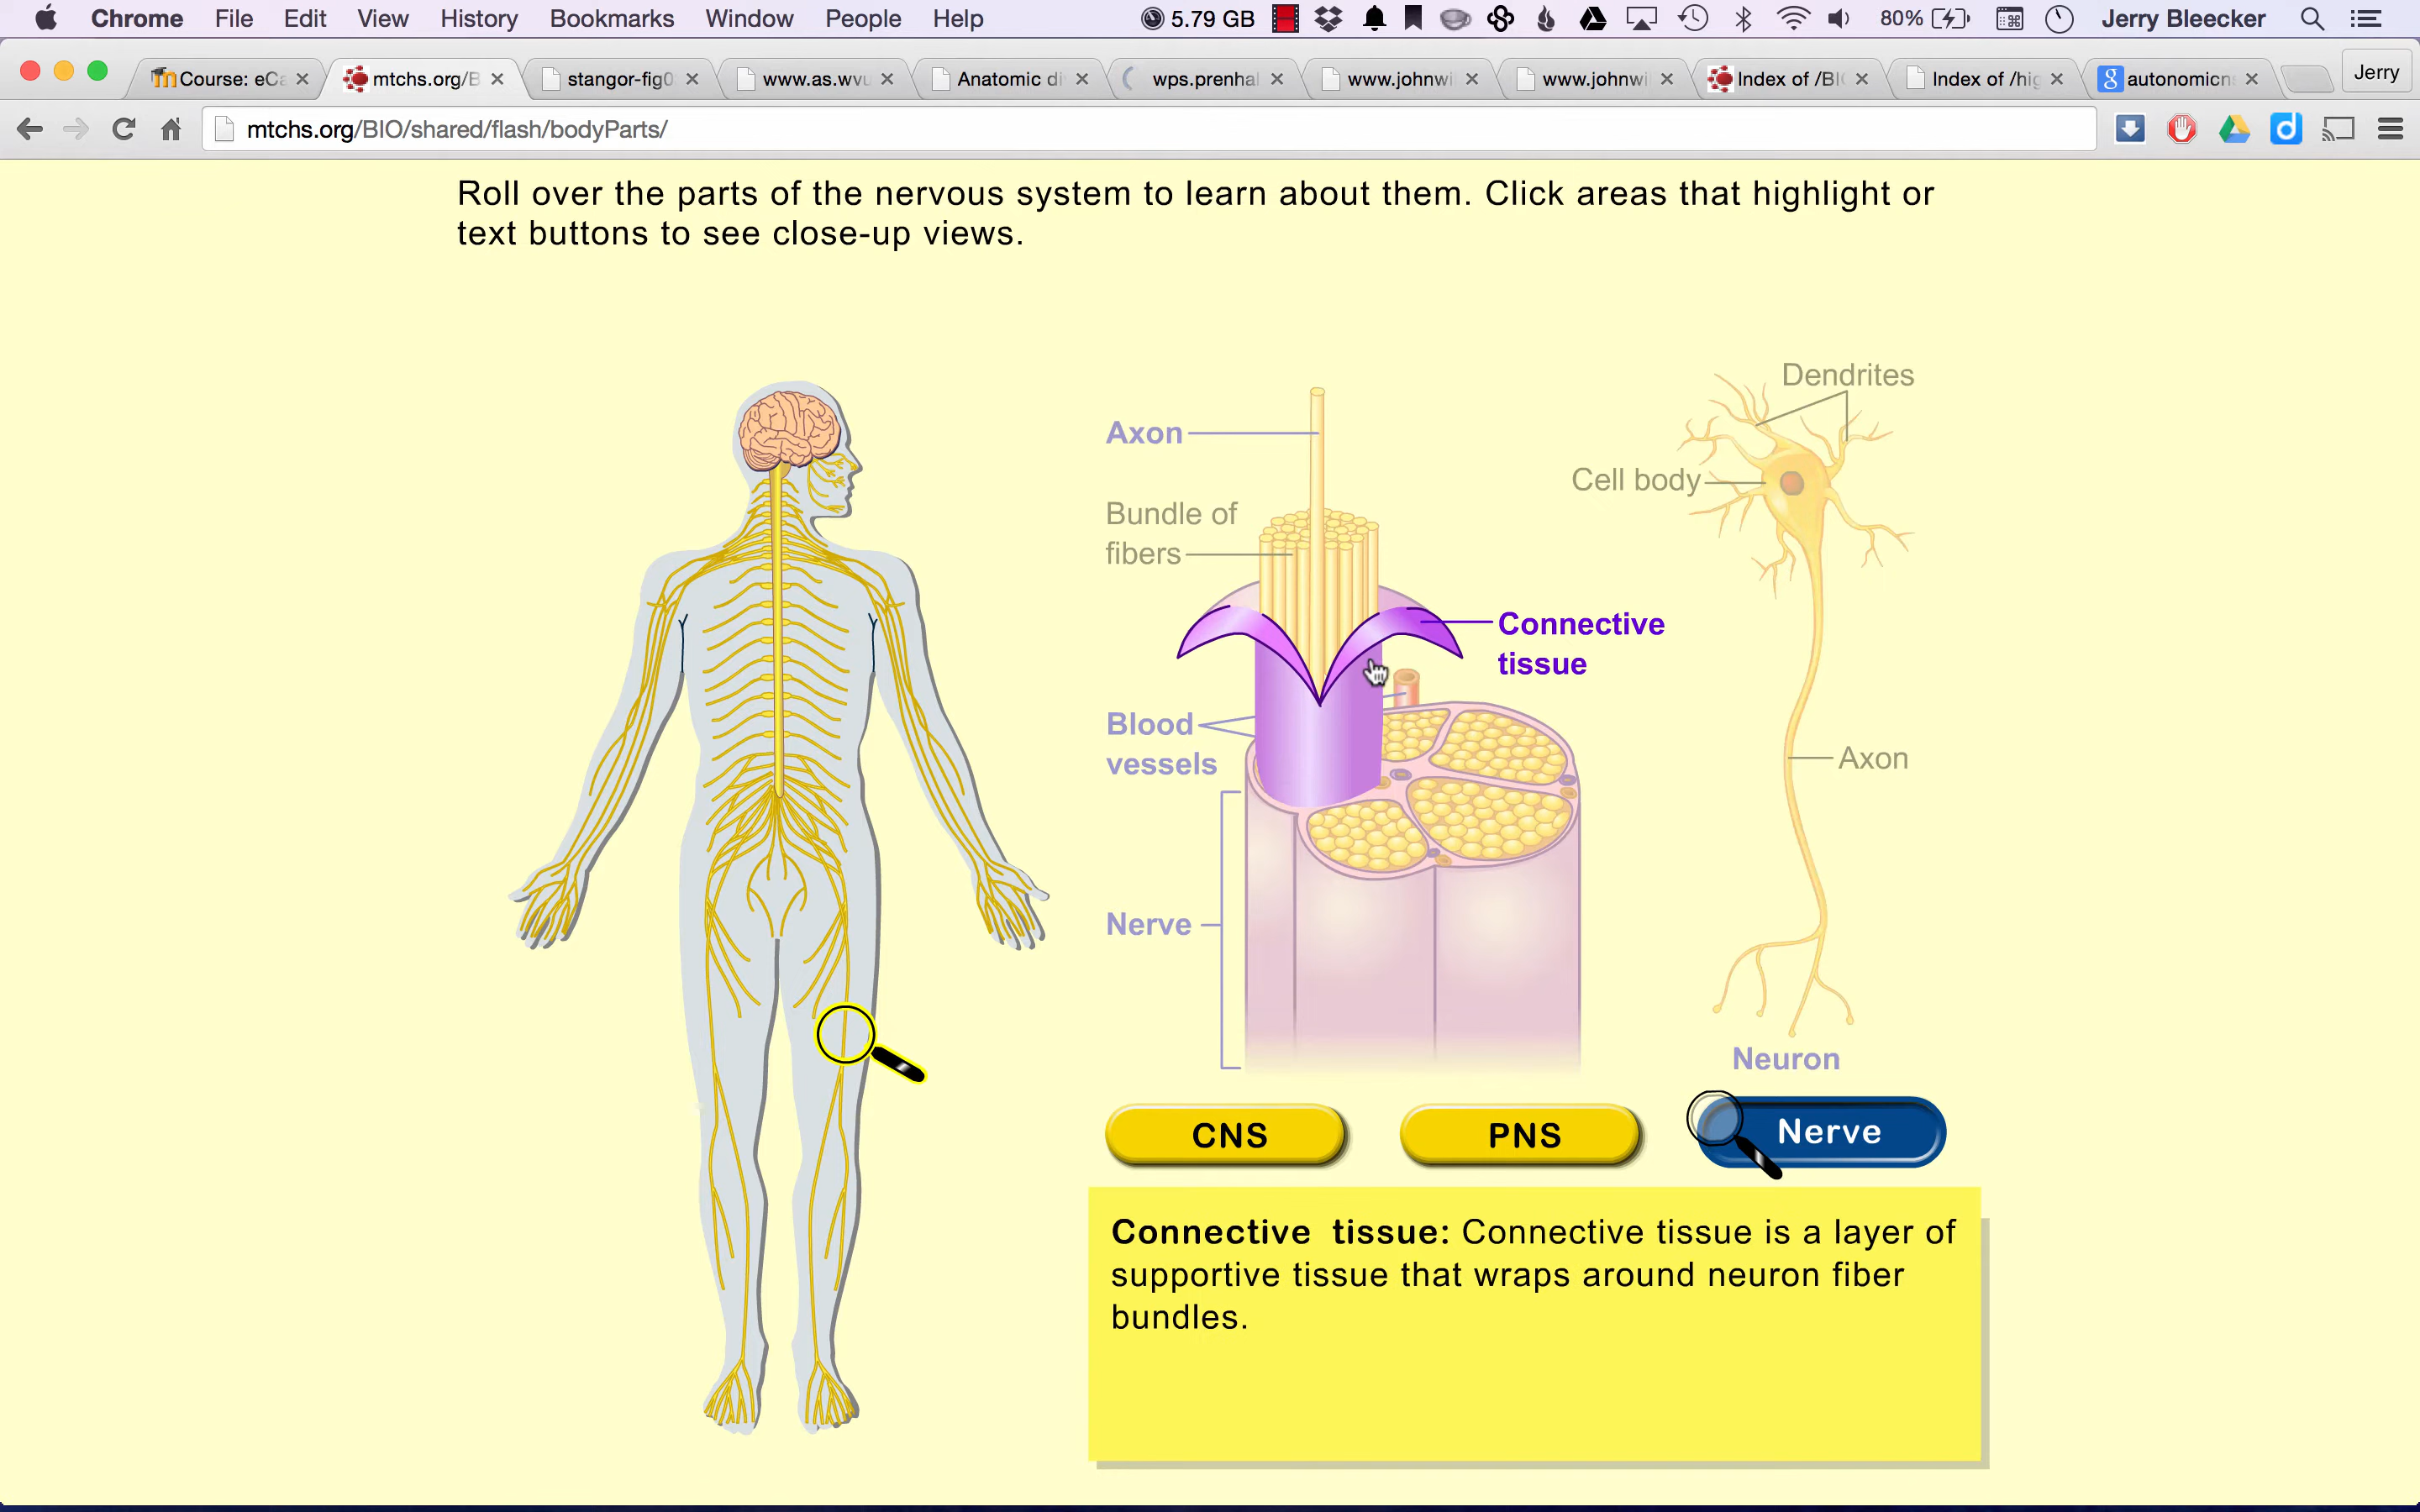 Chrome File Edit View History Bookmarks Window People Help 5.79 GB 80% Jerry Bleecker
Course: eCa mtchs.org/B stangor-fig0 www.as.wvu Anatomic di wps.prenhal www.johnwi www.johnwi Index of /BI Index of /hig autonomicn Jerry
mtchs.org/BIO/shared/flash/bodyParts/
Roll over the parts of the nervous system to learn about them. Click areas that highlight or
text buttons to see close-up views.
Axon
Bundle of
fibers
Connective
tissue
Blood
vessels
Nerve
Dendrites
Cell body
Axon
Neuron
CNS PNS Nerve
Connective tissue: Connective tissue is a layer of
supportive tissue that wraps around neuron fiber
bundles.